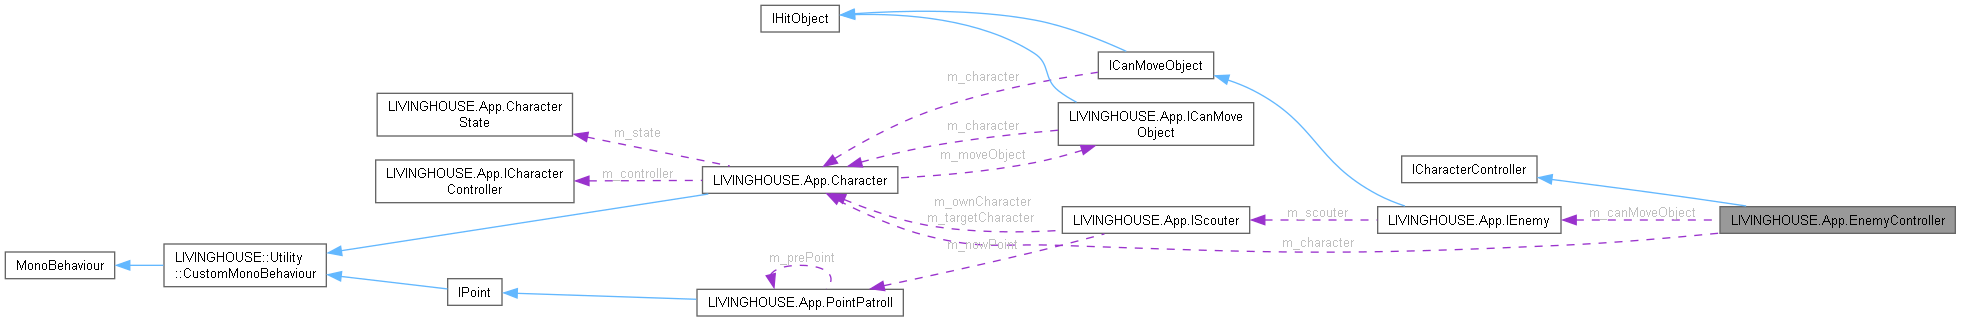 IHitObject
ICanMoveObject
m_character
LIVINGHOUSE.App.Character
State
LIVINGHOUSE.App.ICanMove
Object
m_state
m_character
m_moveObject
LIVINGHOUSE.App.ICharacter
Controller
m_controller
LIVINGHOUSE.App.Character
ICharacterController
m_ownCharacter
m_targetCharacter
LIVINGHOUSE.App.IScouter
m_scouter
LIVINGHOUSE.App.IEnemy
m_canMoveObject
LIVINGHOUSE.App.EnemyController
m_nowPoint
m_character
MonoBehaviour
LIVINGHOUSE::Utility
::CustomMonoBehaviour
m_prePoint
IPoint
LIVINGHOUSE.App.PointPatroll